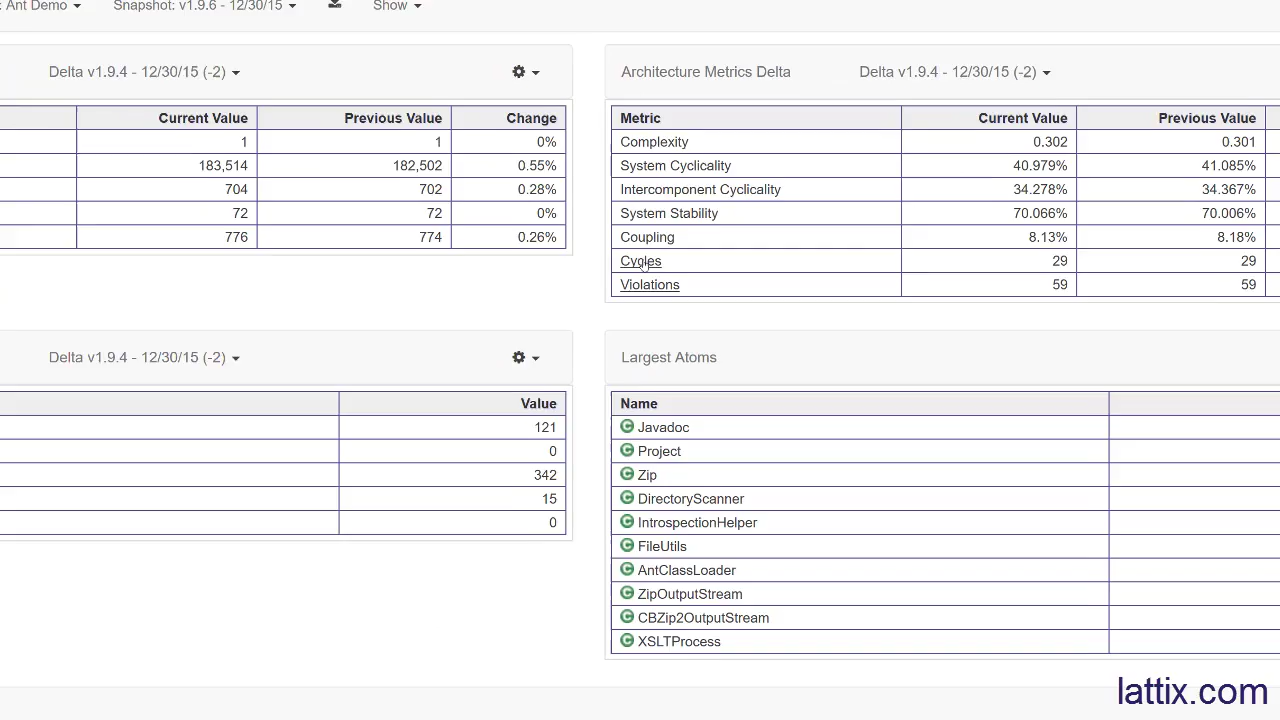 : Ant Demo
Snapshot: v1.9.6 - 12/30/15
Show
Delta v1.9.4 - 12/30/15 (-2)
Current Value Previous Value Change
1 1 0%
183,514 182,502 0.55%
704 702 0.28%
72 72 0%
776 774 0.26%
Architecture Metrics Delta Delta v1.9.4 - 12/30/15 (-2)
Metric Current Value Previous Value
Complexity 0.302 0.301
System Cyclicality 40.979% 41.085%
Intercomponent Cyclicality 34.278% 34.367%
System Stability 70.066% 70.006%
Coupling 8.13% 8.18%
Cycles 29 29
Violations 59 59
Delta v1.9.4 - 12/30/15 (-2)
Value
121
0
342
15
0
Largest Atoms
Name
C Javadoc
C Project
C Zip
C DirectoryScanner
C IntrospectionHelper
C FileUtils
C AntClassLoader
C ZipOutputStream
C CBZip2OutputStream
C XSLTProcess
lattix.com